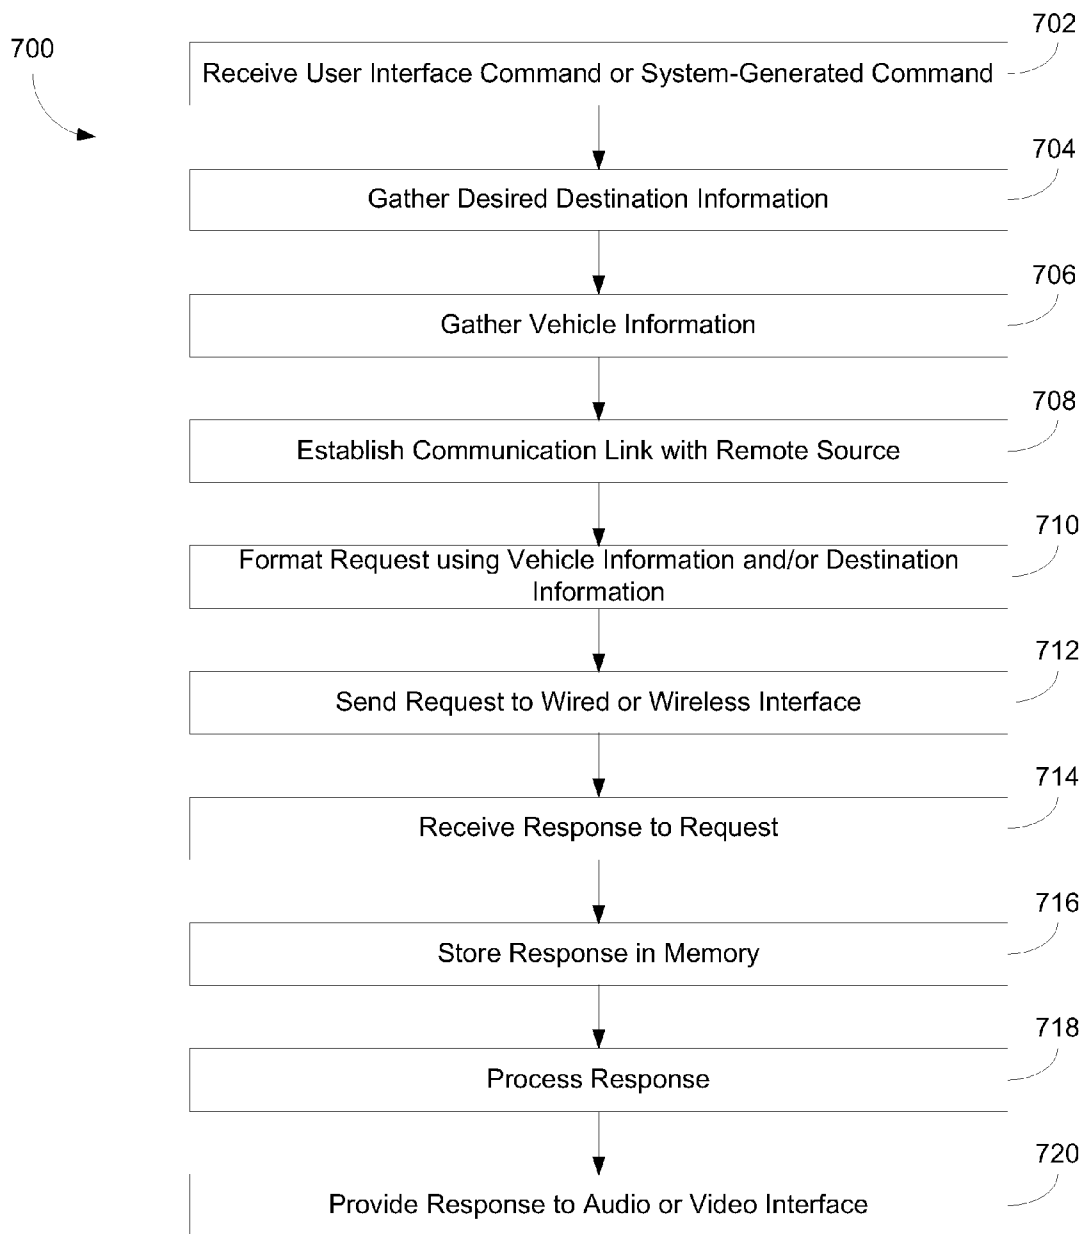 700
702
Receive User Interface Command or System-Generated Command
704
Gather Desired Destination Information
706
Gather Vehicle Information
708
Establish Communication Link with Remote Source
710
Format Request using Vehicle Information and/or Destination
Information
712
Send Request to Wired or Wireless Interface
714
Receive Response to Request
716
Store Response in Memory
718
Process Response
720
Provide Response to Audio or Video Interface